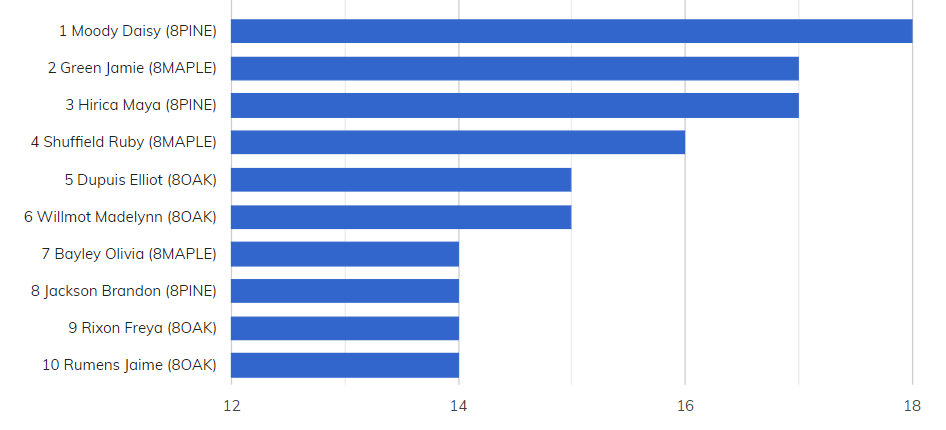 1 Moody Daisy (8PINE)
2 Green Jamie (8MAPLE)
3 Hirica Maya (8PINE)
4 Shuffield Ruby (8MAPLE)
5 Dupuis Elliot (8OAK)
6 Willmot Madelynn (8OAK)
7 Bayley Olivia (8MAPLE)
8 Jackson Brandon (8PINE)
9 Rixon Freya (8OAK)
10 Rumens Jaime (8OAK)
12 14 16 18